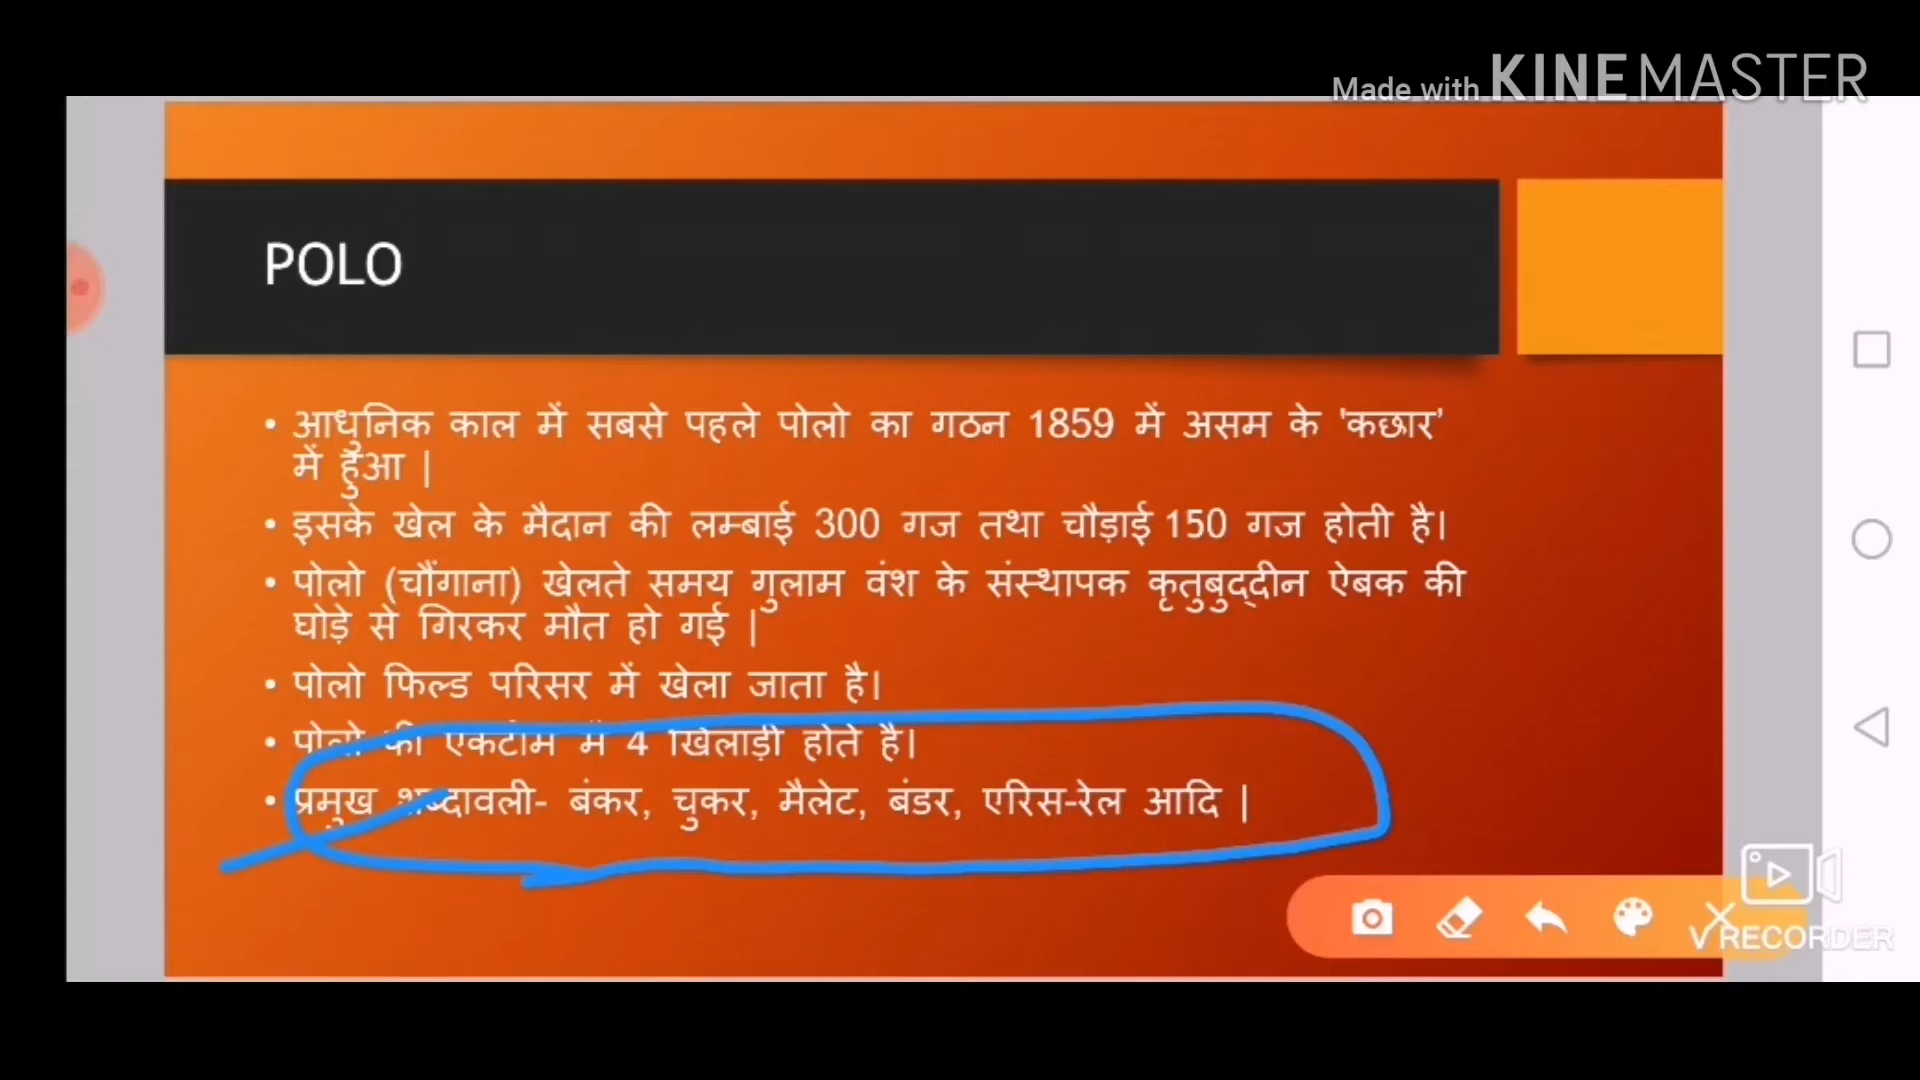 Made with KINEMASTER
POLO
• आधुनिक काल में सबसे पहले पोलो का गठन 1859 में असम के 'कछार'
में हुआ |
• इसके खेल के मैदान की लम्बाई 300 गज तथा चौड़ाई 150 गज होती है।
• पोलो (चौंगाना) खेलते समय गुलाम वंश के संस्थापक कृतुबुद्दीन ऐबक की
घोड़े से गिरकर मौत हो गई |
• पोलो फिल्ड परिसर में खेला जाता है।
• पोलो की एकटीम में 4 खिलाड़ी होते है।
• प्रमुख शब्दावली- बंकर, चुकर, मैलेट, बंडर, एरिस-रेल आदि |
V RECORDER